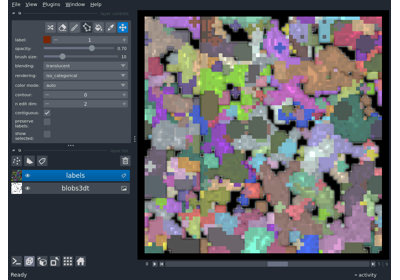 File View Plugins Window Help
label: 1
opacity: 0.70
brush size: 10
blending: translucent
rendering: iso_categorical
color mode: auto
contour: 0
n edit dim: 2
contiguous:
preserve labels:
show selected:
labels
blobs3dt
Ready
activity